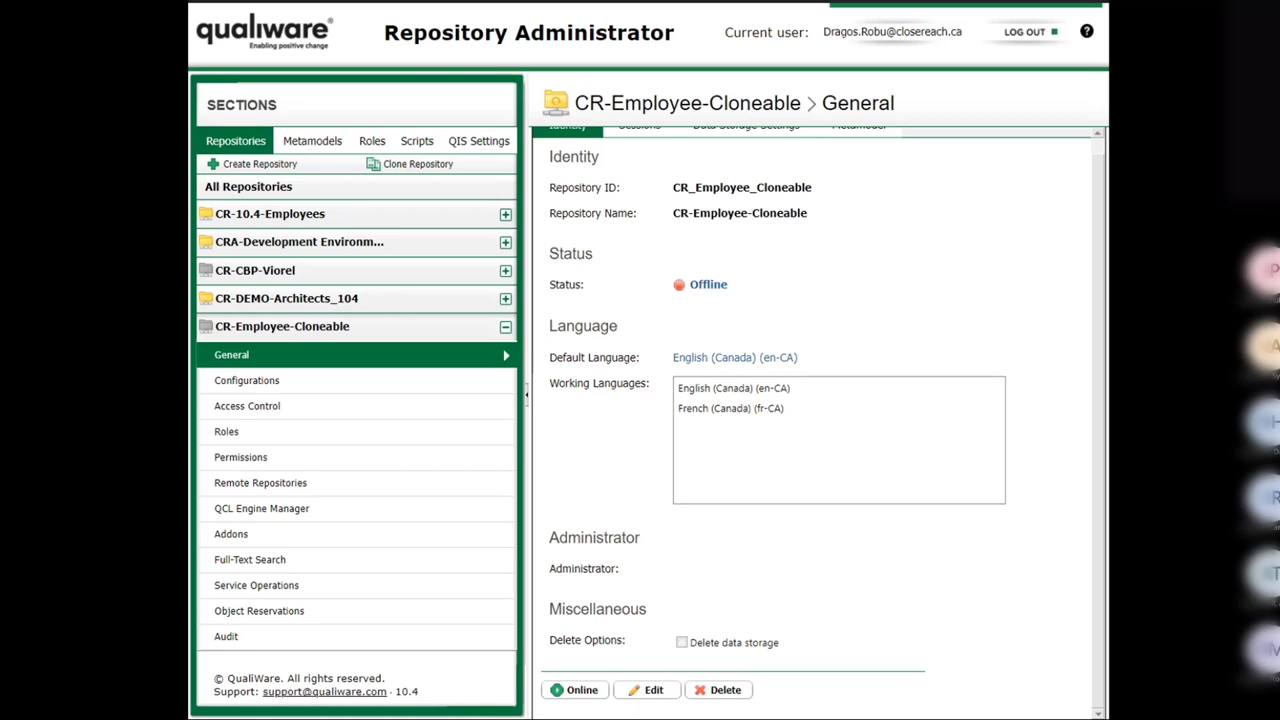 qualiware®
Enabling positive change
Repository Administrator
Current user: Dragos.Robu@closereach.ca
LOG OUT
?
SECTIONS
Repositories Metamodels Roles Scripts QIS Settings
Create Repository Clone Repository
All Repositories
CR-10.4-Employees
CRA-Development Environm...
CR-CBP-Viorel
CR-DEMO-Architects_104
CR-Employee-Cloneable
General
Configurations
Access Control
Roles
Permissions
Remote Repositories
QCL Engine Manager
Addons
Full-Text Search
Service Operations
Object Reservations
Audit
© QualiWare. All rights reserved.
Support: support@qualiware.com · 10.4
CR-Employee-Cloneable > General
Identity Sessions Data Storage Settings Metamodel
Identity
Repository ID: CR_Employee_Cloneable
Repository Name: CR-Employee-Cloneable
Status
Status: Offline
Language
Default Language: English (Canada) (en-CA)
Working Languages: English (Canada) (en-CA)
French (Canada) (fr-CA)
Administrator
Administrator:
Miscellaneous
Delete Options: Delete data storage
Online Edit Delete